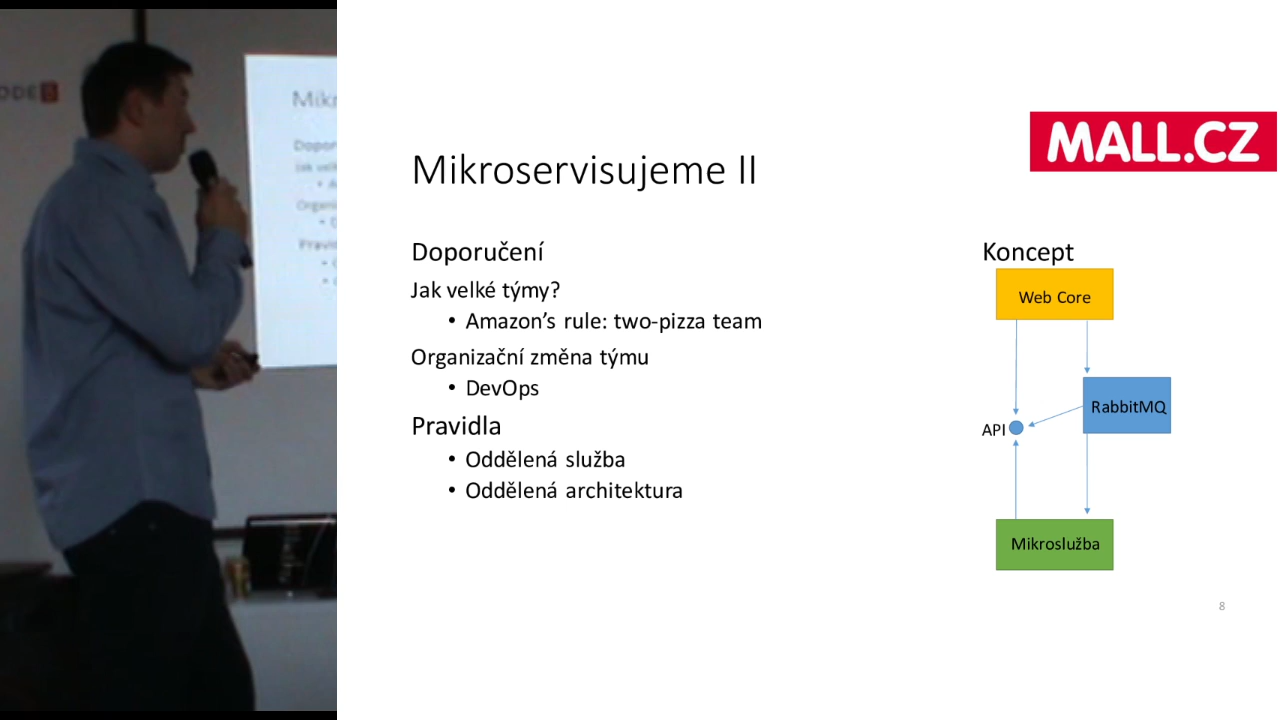 MALL.CZ
Mikroservisujeme II
Doporučení
Jak velké týmy?
• Amazon's rule: two-pizza team
Organizační změna týmu
• DevOps
Pravidla
• Oddělená služba
• Oddělená architektura
Koncept
Web Core
RabbitMQ
API
Mikroslužba
8